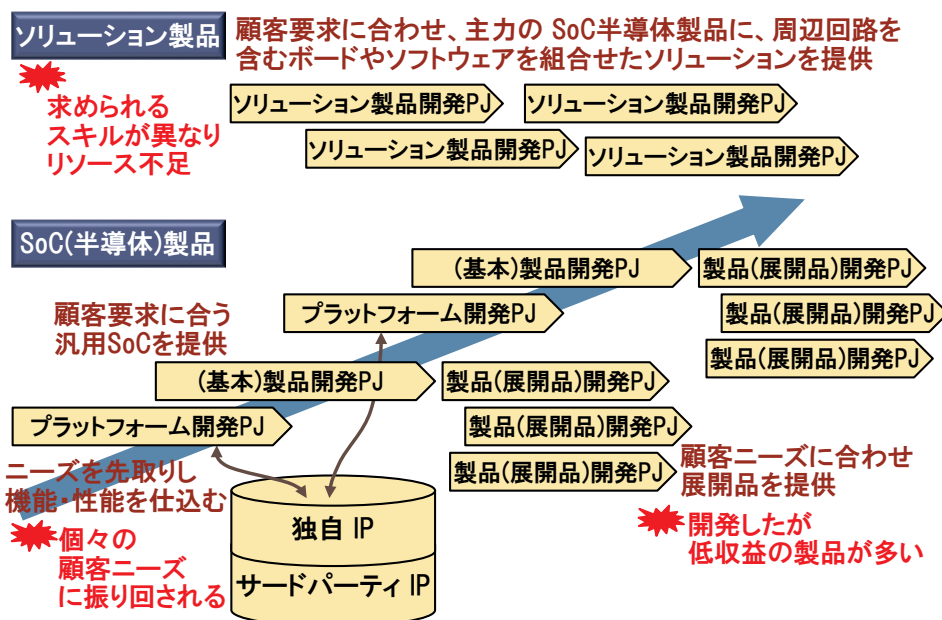 ソリューション製品
顧客要求に合わせ、主力の SoC半導体製品に、周辺回路を
含むボードやソフトウェアを組合せたソリューションを提供
求められる
スキルが異なり
リソース不足
ソリューション製品開発PJ
ソリューション製品開発PJ
ソリューション製品開発PJ
ソリューション製品開発PJ
SoC(半導体)製品
(基本)製品開発PJ
製品(展開品)開発PJ
製品(展開品)開発PJ
製品(展開品)開発PJ
顧客要求に合う
汎用SoCを提供
プラットフォーム開発PJ
(基本)製品開発PJ
製品(展開品)開発PJ
製品(展開品)開発PJ
製品(展開品)開発PJ
プラットフォーム開発PJ
ニーズを先取りし
機能・性能を仕込む
個々の
顧客ニーズ
に振り回される
独自 IP
サードパーティ IP
顧客ニーズに合わせ
展開品を提供
開発したが
低収益の製品が多い